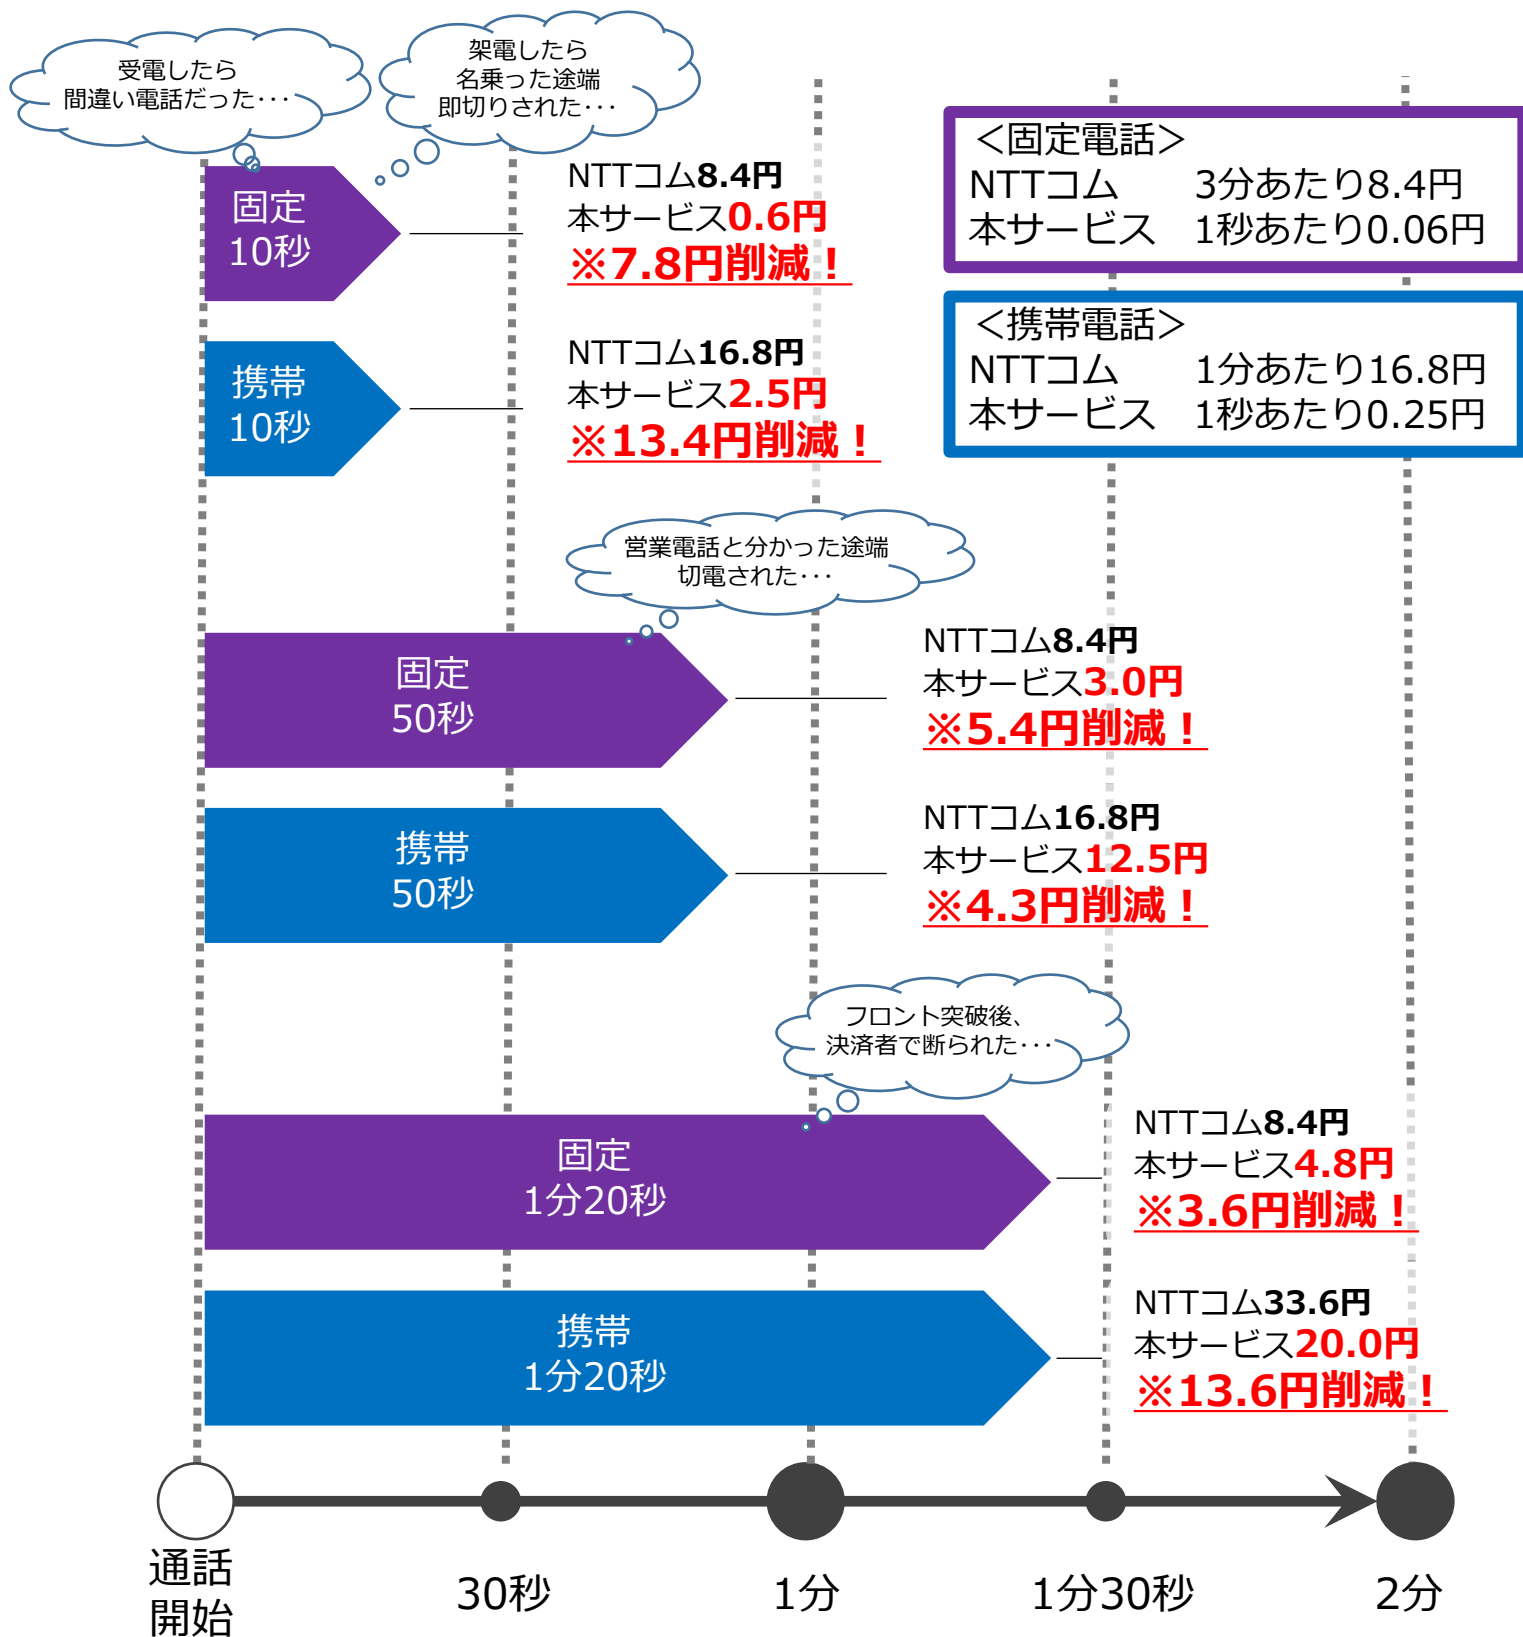 受電したら
間違い電話だった･･･
架電したら
名乗った途端
即切りされた･･･
固定
10秒
NTTコム8.4円
本サービス0.6円
※7.8円削減！
＜固定電話＞
NTTコム 3分あたり8.4円
本サービス 1秒あたり0.06円
携帯
10秒
NTTコム16.8円
本サービス2.5円
※13.4円削減！
＜携帯電話＞
NTTコム 1分あたり16.8円
本サービス 1秒あたり0.25円
営業電話と分かった途端
切電された･･･
固定
50秒
NTTコム8.4円
本サービス3.0円
※5.4円削減！
携帯
50秒
NTTコム16.8円
本サービス12.5円
※4.3円削減！
フロント突破後、
決済者で断られた･･･
固定
1分20秒
NTTコム8.4円
本サービス4.8円
※3.6円削減！
携帯
1分20秒
NTTコム33.6円
本サービス20.0円
※13.6円削減！
通話
開始
30秒
1分
1分30秒
2分